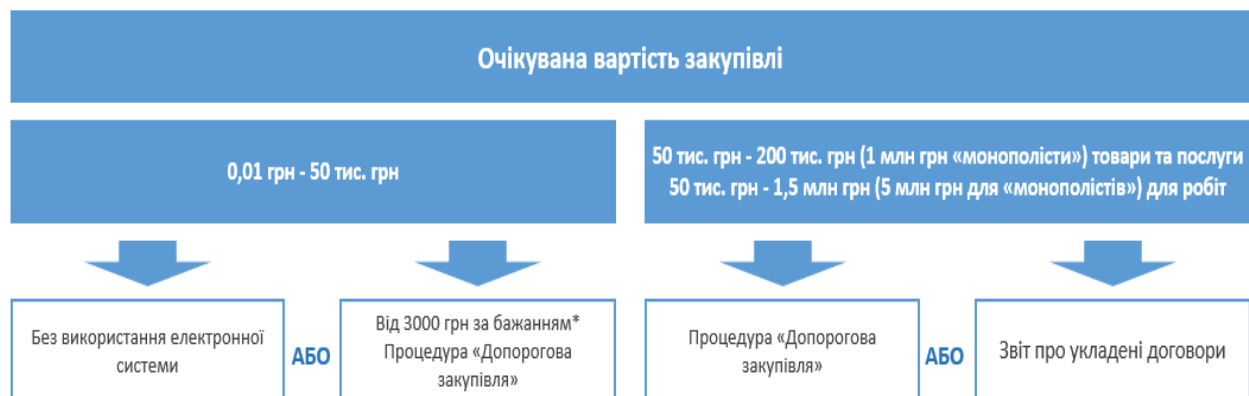 Очікувана вартість закупівлі
0,01 грн - 50 тис. грн
50 тис. грн - 200 тис. грн (1 млн грн «монополісти») товари та послуги
50 тис. грн - 1,5 млн грн (5 млн грн для «монополістів») для робіт
Без використання електронної
системи
АБО
Від 3000 грн за бажанням*
Процедура «Допорогова
закупівля»
Процедура «Допорогова
закупівля»
АБО
Звіт про укладені договори